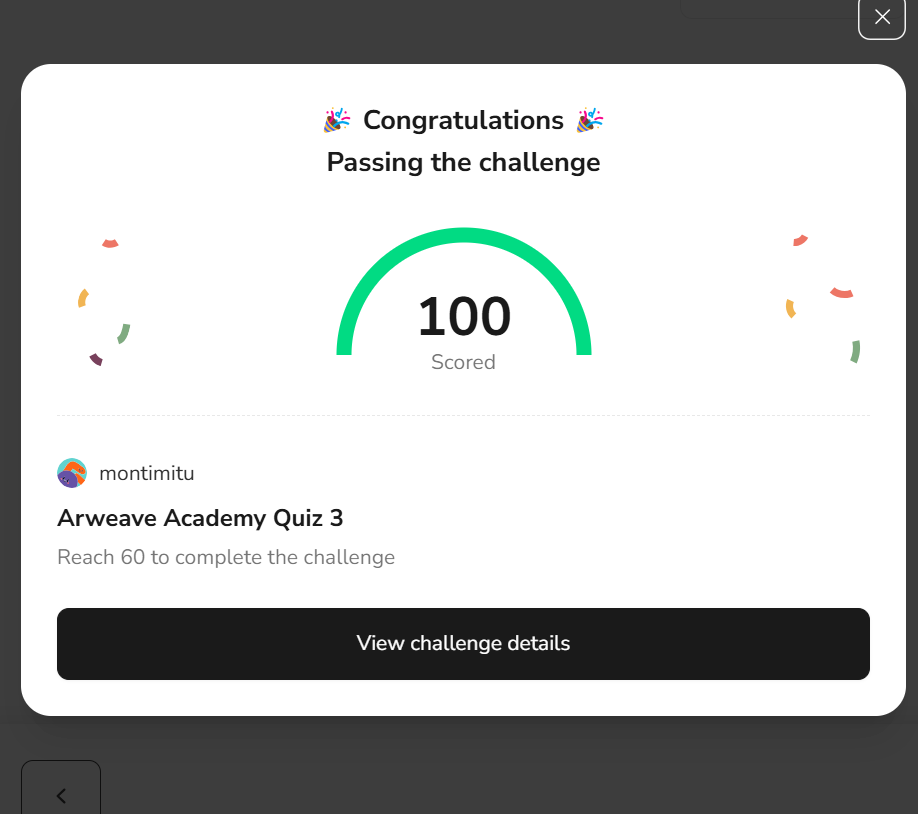 🎉 Congratulations 🎉
Passing the challenge
100
Scored
montimitu
Arweave Academy Quiz 3
Reach 60 to complete the challenge
View challenge details